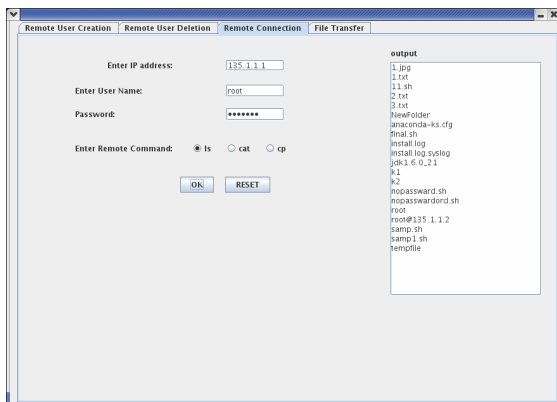 Remote User Creation Remote User Deletion Remote Connection File Transfer
Enter IP address: 135.1.1.1
Enter User Name: root
Password: •••••••
Enter Remote Command: ls cat cp
OK RESET
output
1.jpg
1.txt
11.sh
2.txt
3.txt
NewFolder
anaconda-ks.cfg
final.sh
install.log
install.log.syslog
jdk1.6.0_21
k1
k2
nopassward.sh
nopasswardord.sh
root
root@135.1.1.2
samp.sh
samp1.sh
tempfile